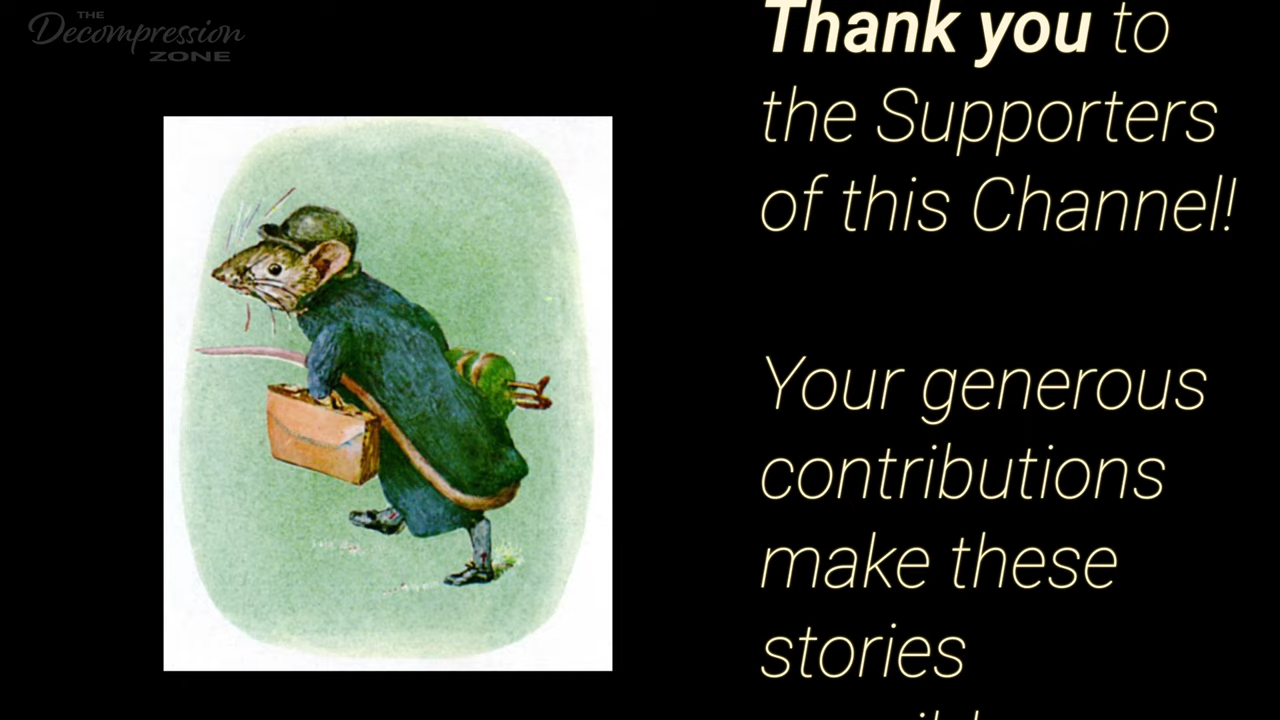 THE
Decompression
ZONE
Thank you to
the Supporters
of this Channel!
Your generous
contributions
make these
stories